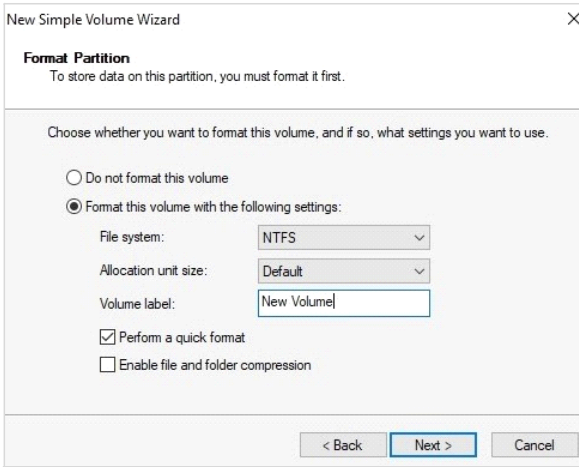 New Simple Volume Wizard
Format Partition
To store data on this partition, you must format it first.
Choose whether you want to format this volume, and if so, what settings you want to use.
Do not format this volume
Format this volume with the following settings:
File system: NTFS
Allocation unit size: Default
Volume label: New Volume
Perform a quick format
Enable file and folder compression
< Back Next > Cancel